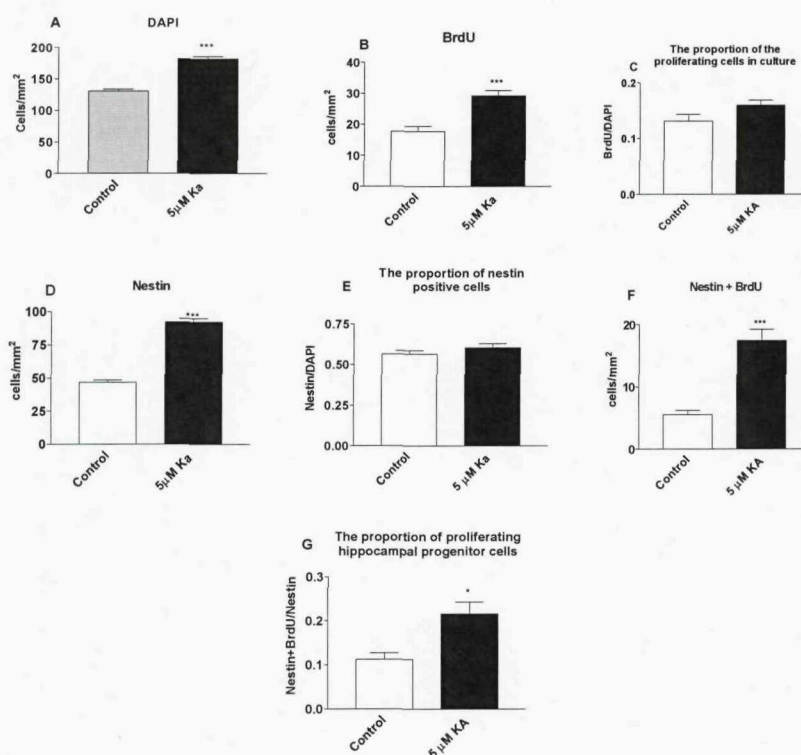 A
DAPI
Cells/mm²
200
150
100
50
0
***
Control
5μM Ka
B
BrdU
cells/mm²
40
30
20
10
0
***
Control
5μM Ka
C
The proportion of the
proliferating cells in culture
BrdU/DAPI
0.2
0.1
0.0
Control
5μM KA
D
Nestin
cells/mm²
100
75
50
25
0
***
Control
5μM Ka
E
The proportion of nestin
positive cells
Nestin/DAPI
0.75
0.50
0.25
0.00
Control
5 μM Ka
F
Nestin + BrdU
cells/mm²
20
10
0
***
Control
5 μM KA
G
The proportion of proliferating
hippocampal progenitor cells
Nestin+BrdU/Nestin
0.3
0.2
0.1
0.0
*
Control
5 μM KA